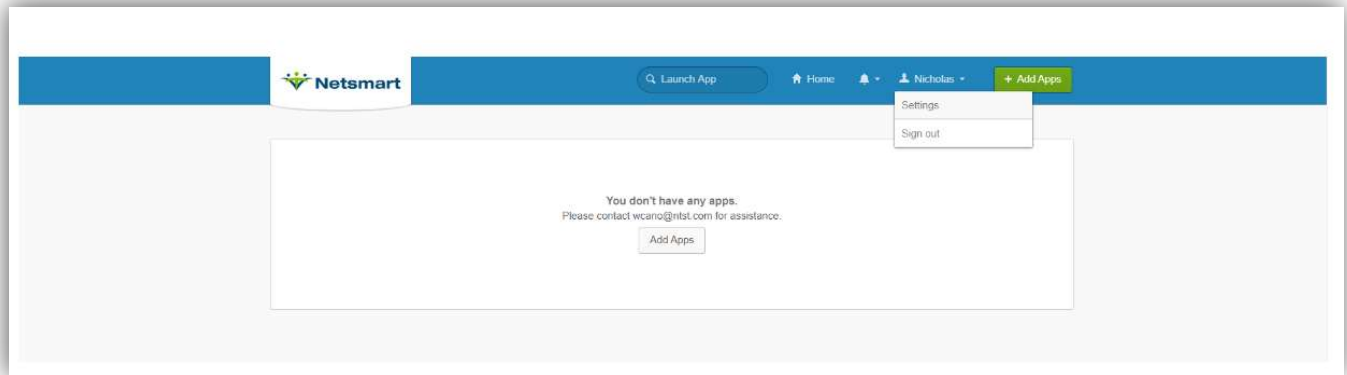 Netsmart
Launch App
Home
Nicholas
+ Add Apps
Settings
Sign out
You don't have any apps.
Please contact wcano@ntst.com for assistance.
Add Apps